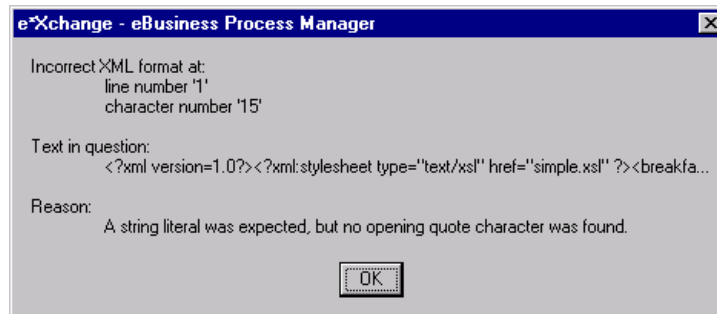 e*Xchange - eBusiness Process Manager
Incorrect XML format at:
line number '1'
character number '15'
Text in question:
<?xml version=1.0?><?xml:stylesheet type="text/xsl" href="simple.xsl" ?><breakfa...
Reason:
A string literal was expected, but no opening quote character was found.
OK